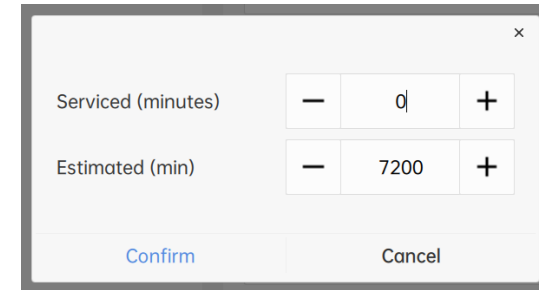 ×
Serviced (minutes) — 0 +
Estimated (min) — 7200 +
Confirm Cancel